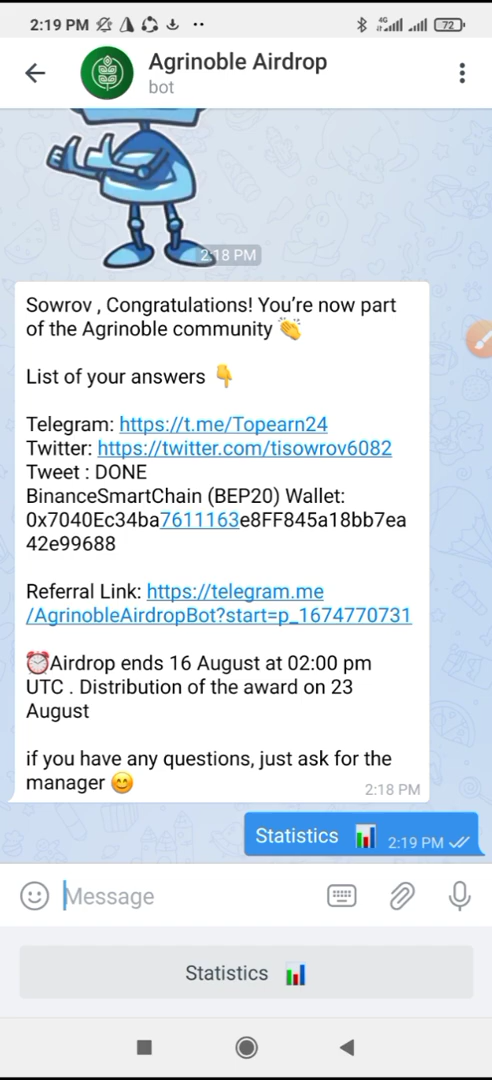 2:19 PM
4G
72
Agrinoble Airdrop
bot
2:18 PM
Sowrov , Congratulations! You’re now part
of the Agrinoble community 👏
List of your answers 👇
Telegram: https://t.me/Topearn24
Twitter: https://twitter.com/tisowrov6082
Tweet : DONE
BinanceSmartChain (BEP20) Wallet:
0x7040Ec34ba7611163e8FF845a18bb7ea
42e99688
Referral Link: https://telegram.me
/AgrinobleAirdropBot?start=p_1674770731
⏰Airdrop ends 16 August at 02:00 pm
UTC . Distribution of the award on 23
August
if you have any questions, just ask for the
manager 😊
2:18 PM
Statistics 📊 2:19 PM
Message
Statistics 📊